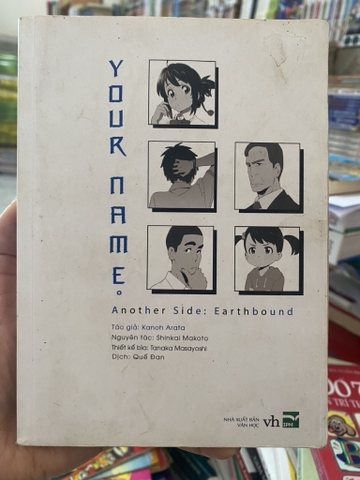 YOUR NAME.
Another Side: Earthbound
Tác giả: Kanoh Arata
Nguyên tác: Shinkai Makoto
Thiết kế bìa: Tanaka Masayoshi
Dịch: Quế Đan
NHÀ XUẤT BẢN
VĂN HỌC
vh
IPM